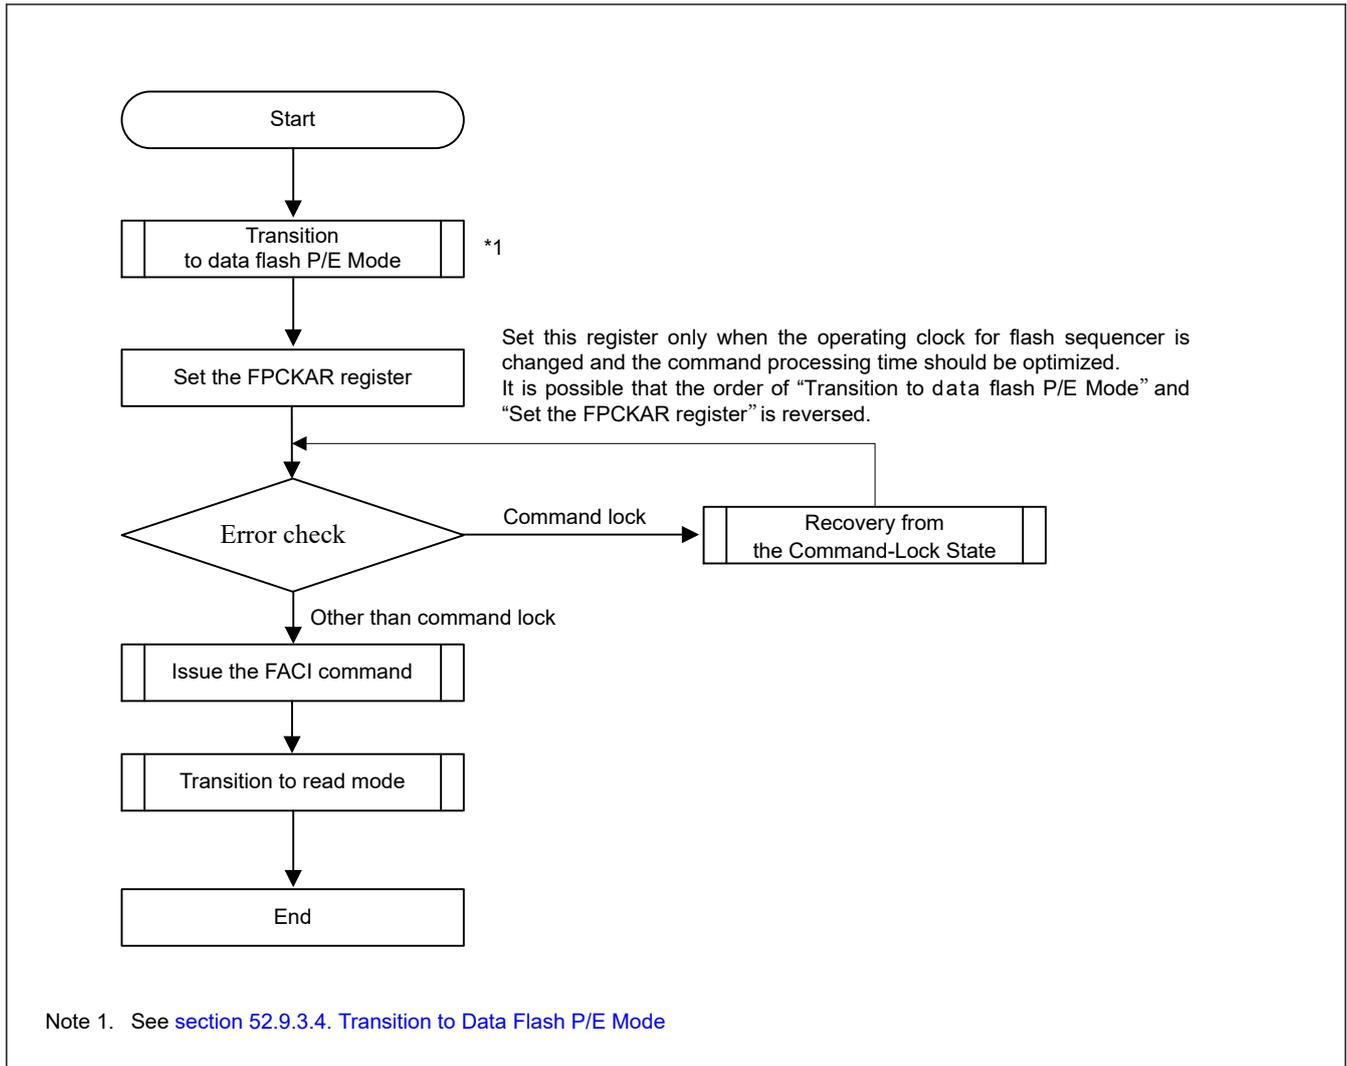 Start
Transition
to data flash P/E Mode
*1
Set this register only when the operating clock for flash sequencer is
changed and the command processing time should be optimized.
It is possible that the order of “Transition to data flash P/E Mode” and
“Set the FPCKAR register” is reversed.
Set the FPCKAR register
Error check
Command lock
Recovery from
the Command-Lock State
Other than command lock
Issue the FACI command
Transition to read mode
End
Note 1. See section 52.9.3.4. Transition to Data Flash P/E Mode